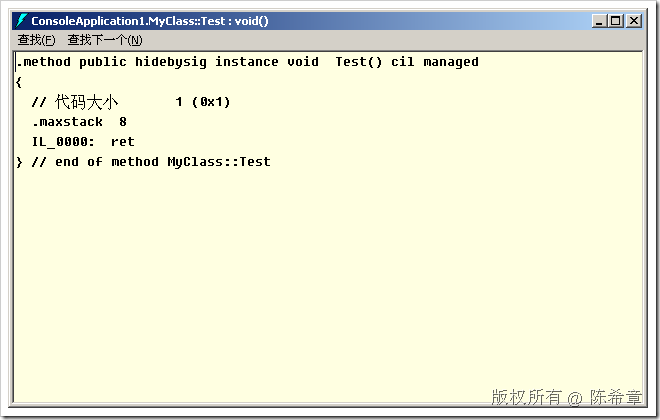 ConsoleApplication1.MyClass::Test : void()
查找(F) 查找下一个(N)
.method public hidebysig instance void  Test() cil managed
{
  // 代码大小       1 (0x1)
  .maxstack  8
  IL_0000:  ret
} // end of method MyClass::Test
版权所有 @ 陈希章